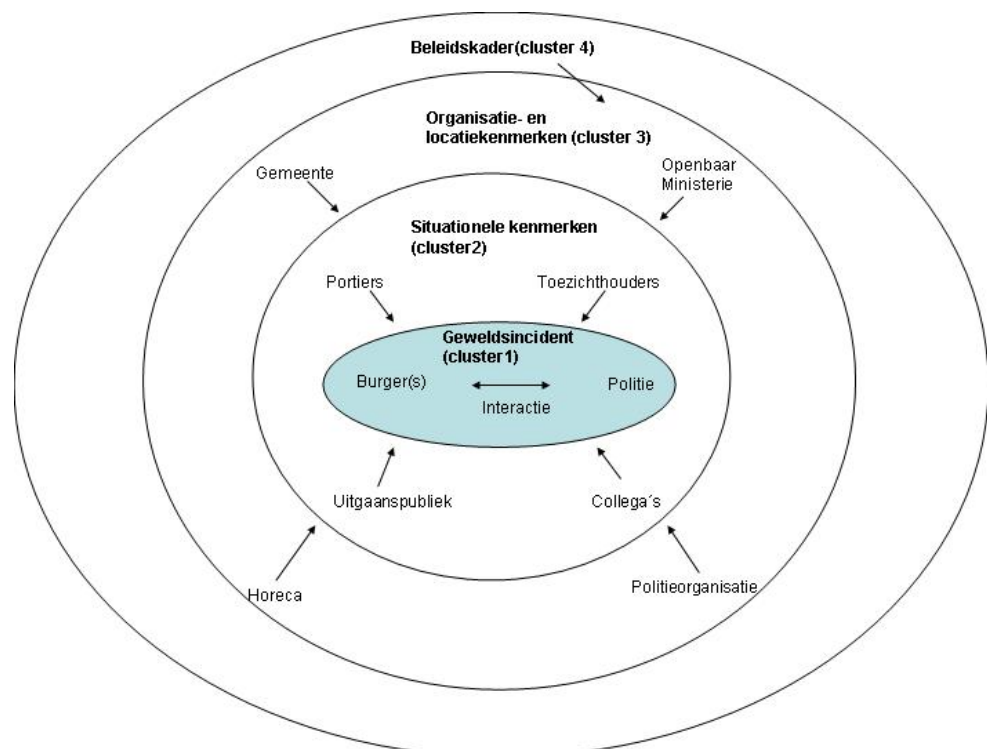 Beleidskader(cluster 4)
Organisatie- en
locatiekenmerken (cluster 3)
Gemeente
Openbaar
Ministerie
Situationele kenmerken
(cluster2)
Portiers
Toezichthouders
Geweldsincident
(cluster1)
Burger(s)
Politie
Interactie
Uitgaanspubliek
Collega´s
Horeca
Politieorganisatie